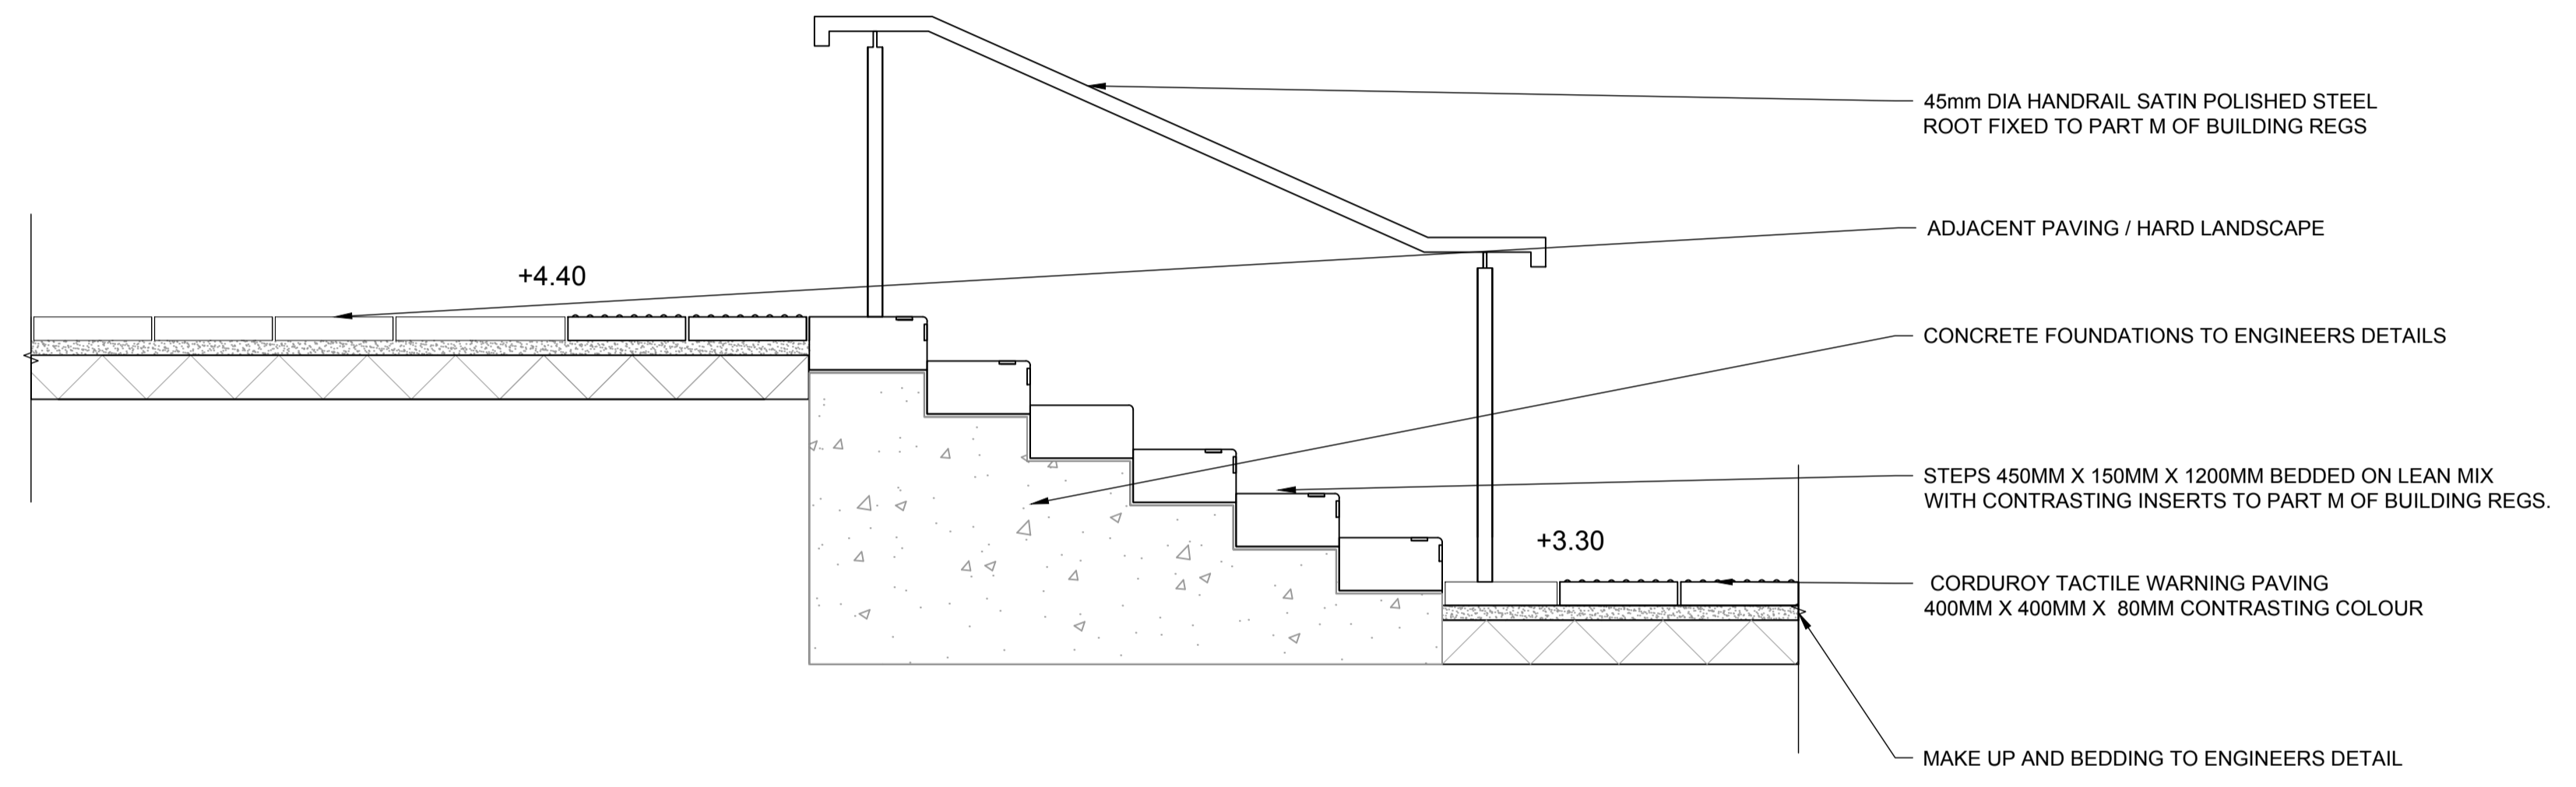 45mm DIA HANDRAIL SATIN POLISHED STEEL
ROOT FIXED TO PART M OF BUILDING REGS
ADJACENT PAVING / HARD LANDSCAPE
+4.40
CONCRETE FOUNDATIONS TO ENGINEERS DETAILS
STEPS 450MM X 150MM X 1200MM BEDDED ON LEAN MIX
WITH CONTRASTING INSERTS TO PART M OF BUILDING REGS.
+3.30
CORDUROY TACTILE WARNING PAVING
400MM X 400MM X  80MM CONTRASTING COLOUR
MAKE UP AND BEDDING TO ENGINEERS DETAIL